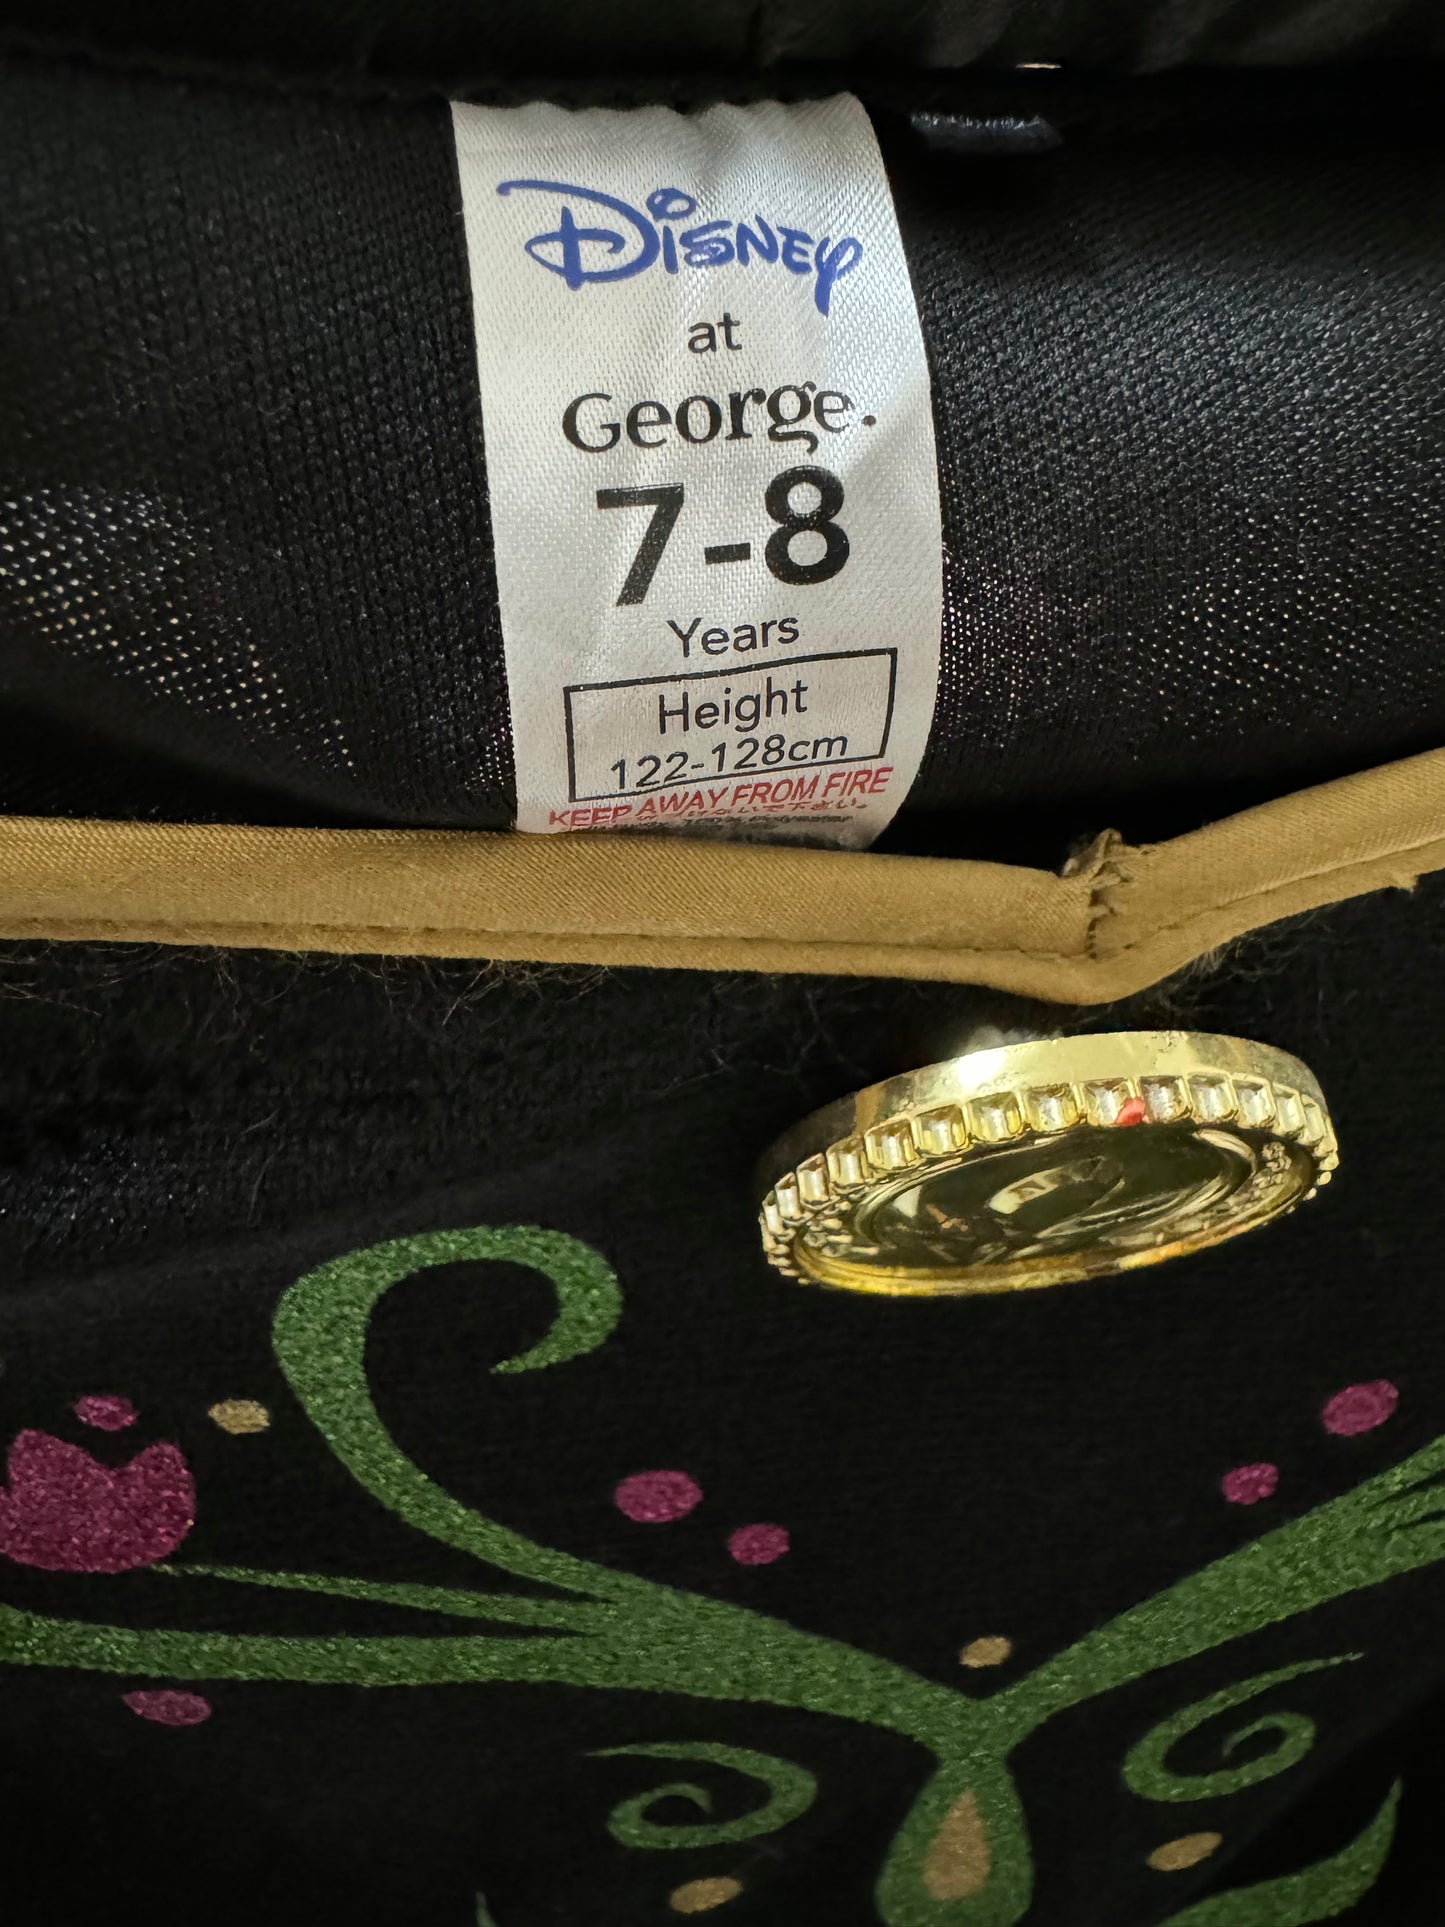 Disney
at
George.
7-8
Years
Height
122-128cm
KEEP AWAY FROM FIRE